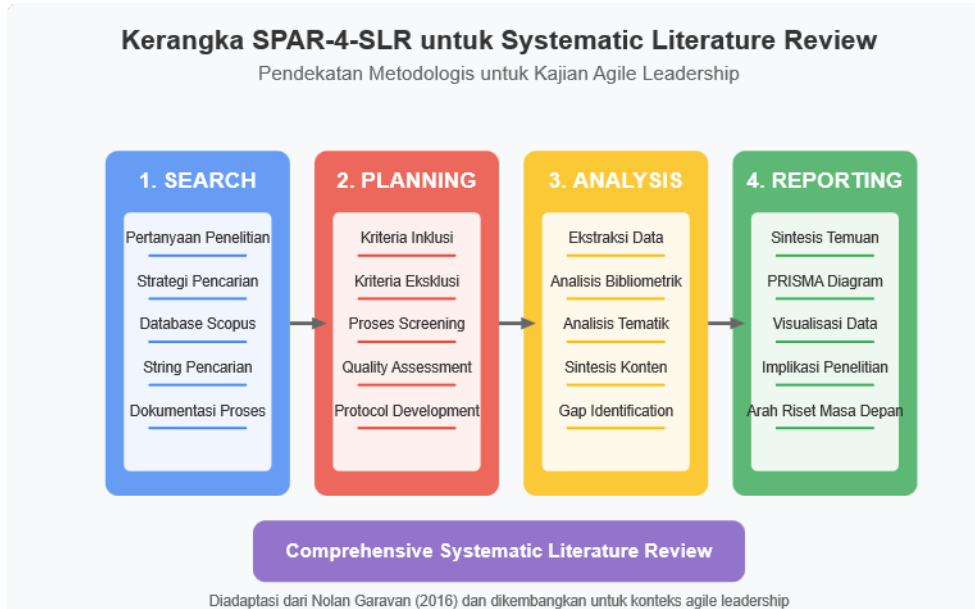 Kerangka SPAR-4-SLR untuk Systematic Literature Review
Pendekatan Metodologis untuk Kajian Agile Leadership
1. SEARCH
Pertanyaan Penelitian
Strategi Pencarian
Database Scopus
String Pencarian
Dokumentasi Proses
2. PLANNING
Kriteria Inklusi
Kriteria Eksklusi
Proses Screening
Quality Assessment
Protocol Development
3. ANALYSIS
Ekstraksi Data
Analisis Bibliometrik
Analisis Tematik
Sintesis Konten
Gap Identification
4. REPORTING
Sintesis Temuan
PRISMA Diagram
Visualisasi Data
Implikasi Penelitian
Arah Riset Masa Depan
Comprehensive Systematic Literature Review
Diadaptasi dari Nolan Garavan (2016) dan dikembangkan untuk konteks agile leadership